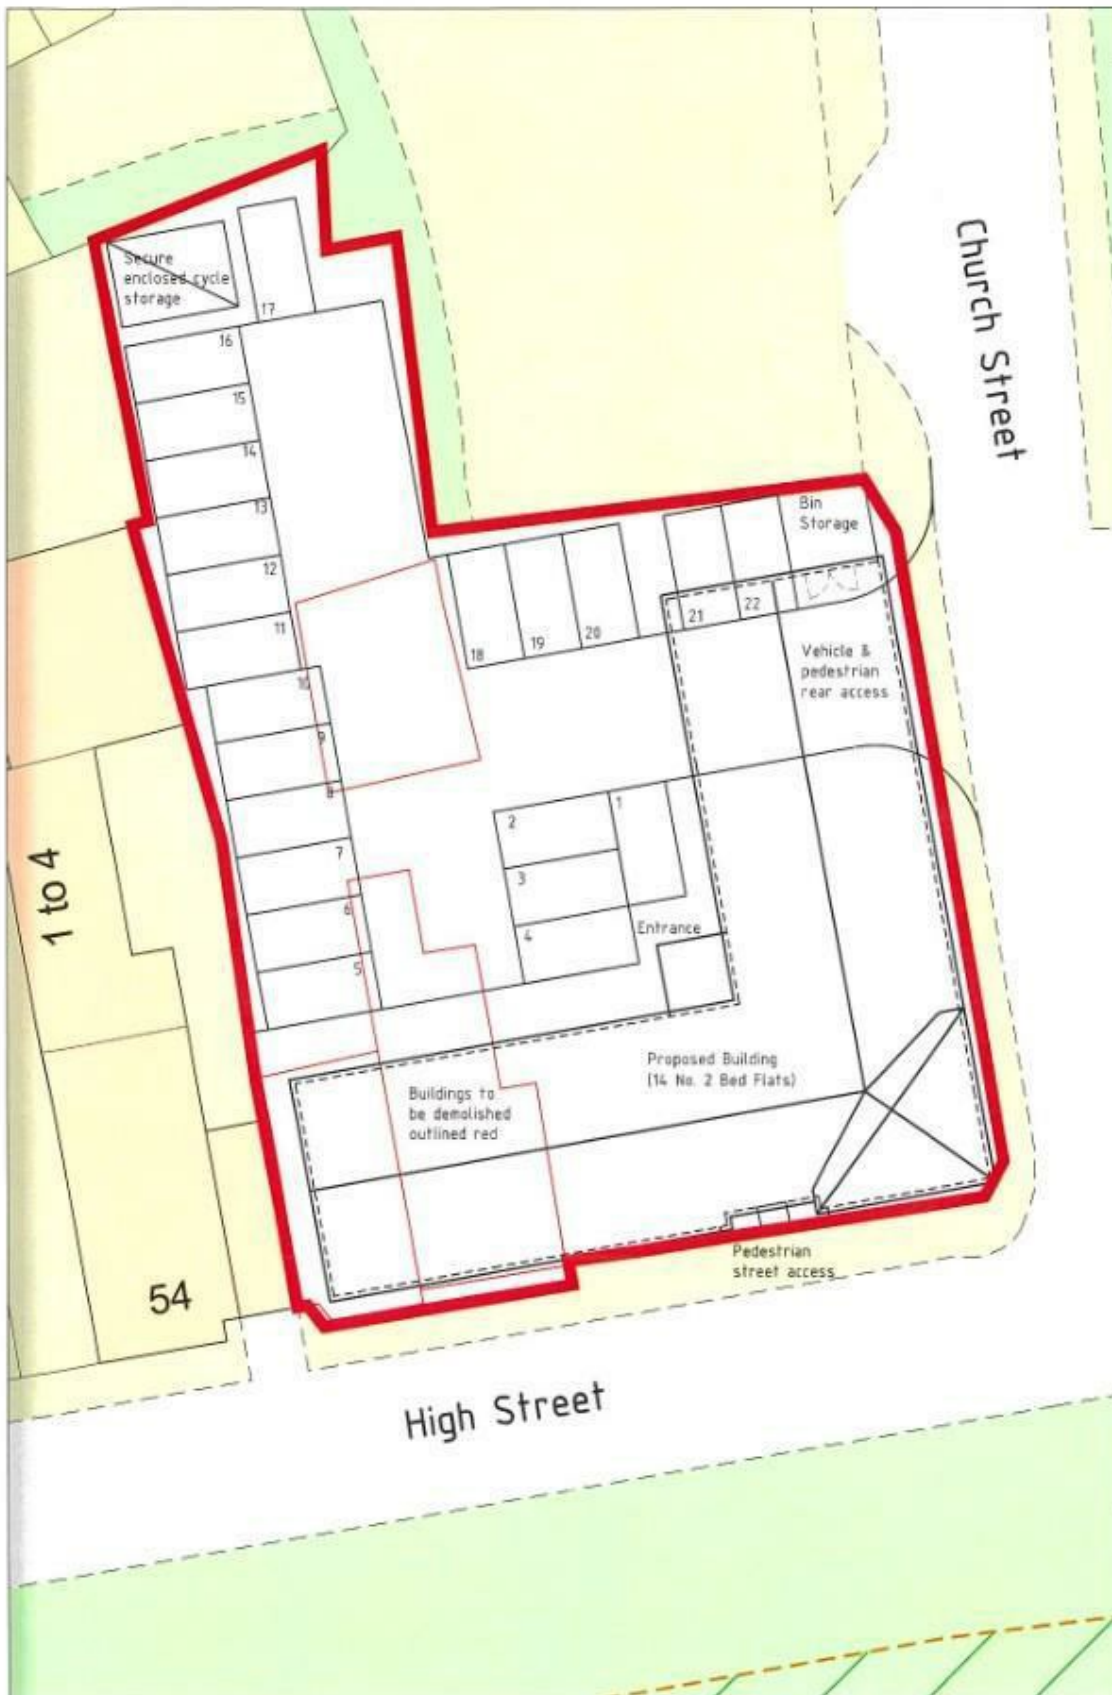 Church Street
Secure
enclosed cycle
storage
17
16
15
14
13
12
11
10
9
8
7
6
5
Bin
Storage
18
19
20
21
22
Vehicle &
pedestrian
rear access
1
2
3
4
Entrance
1 to 4
Proposed Building
(14 No. 2 Bed Flats)
Buildings to
be demolished
outlined red
Pedestrian
street access
54
High Street